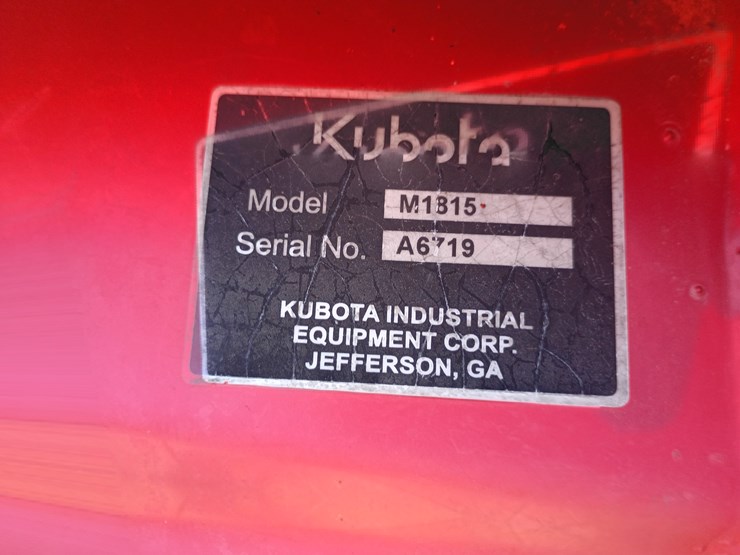 Kubota
Model M1815
Serial No. A6719
KUBOTA INDUSTRIAL
EQUIPMENT CORP.
JEFFERSON, GA